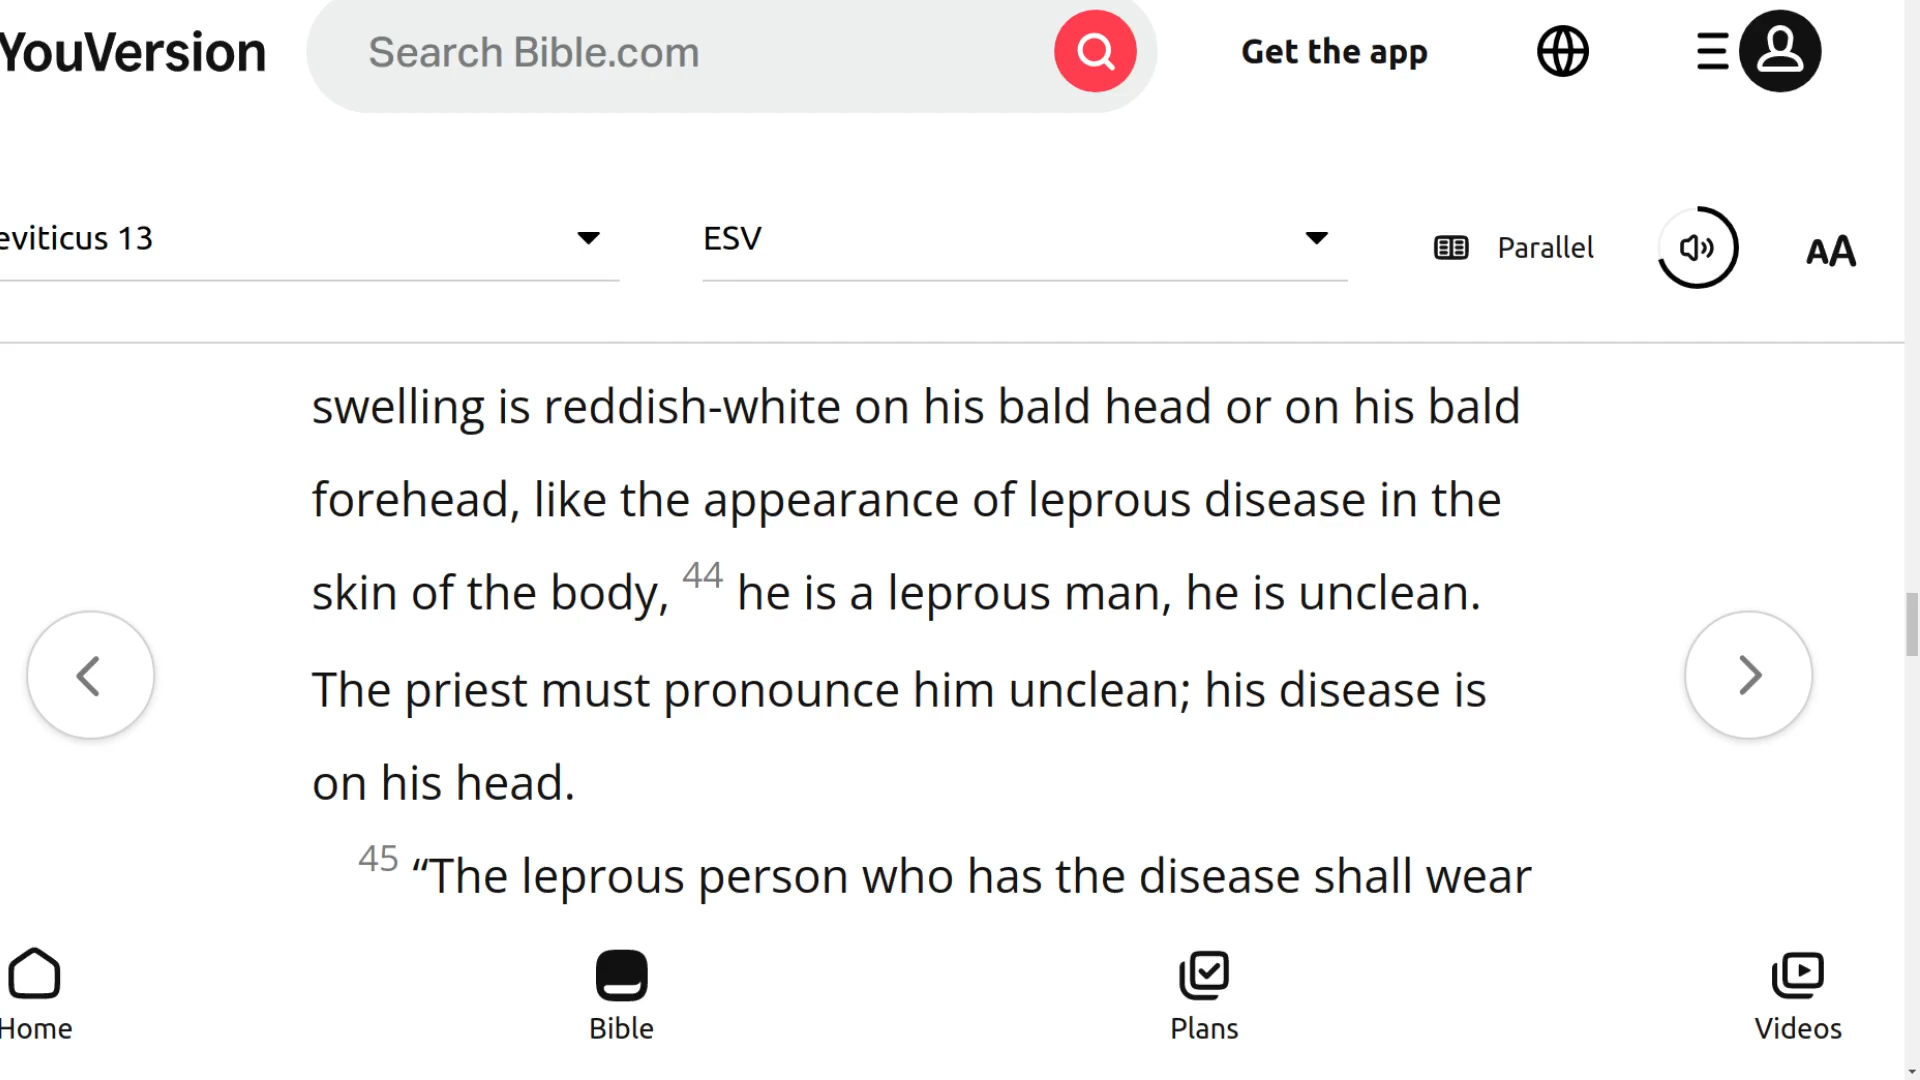 YouVersion
Search Bible.com
Get the app
eviticus 13
ESV
Parallel
AA
swelling is reddish-white on his bald head or on his bald
forehead, like the appearance of leprous disease in the
skin of the body, 44 he is a leprous man, he is unclean.
The priest must pronounce him unclean; his disease is
on his head.
45 “The leprous person who has the disease shall wear
Home
Bible
Plans
Videos